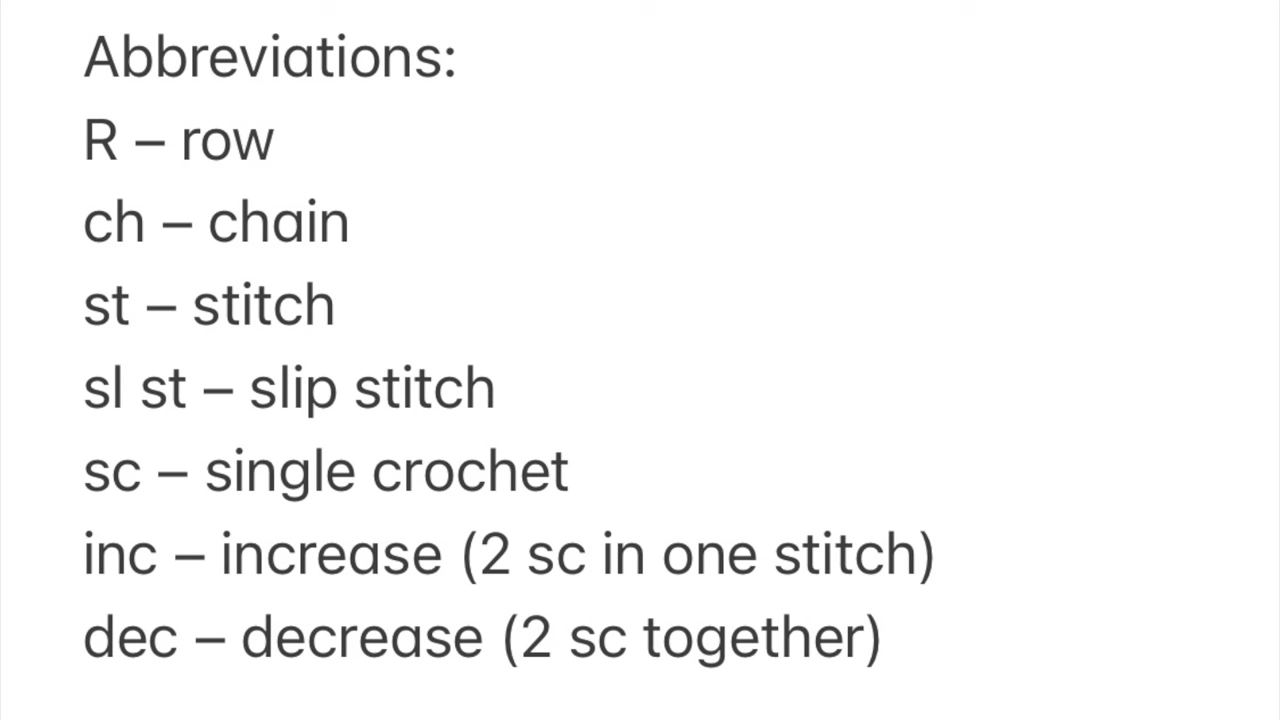 Abbreviations:
R – row
ch – chain
st – stitch
sl st – slip stitch
sc – single crochet
inc – increase (2 sc in one stitch)
dec – decrease (2 sc together)